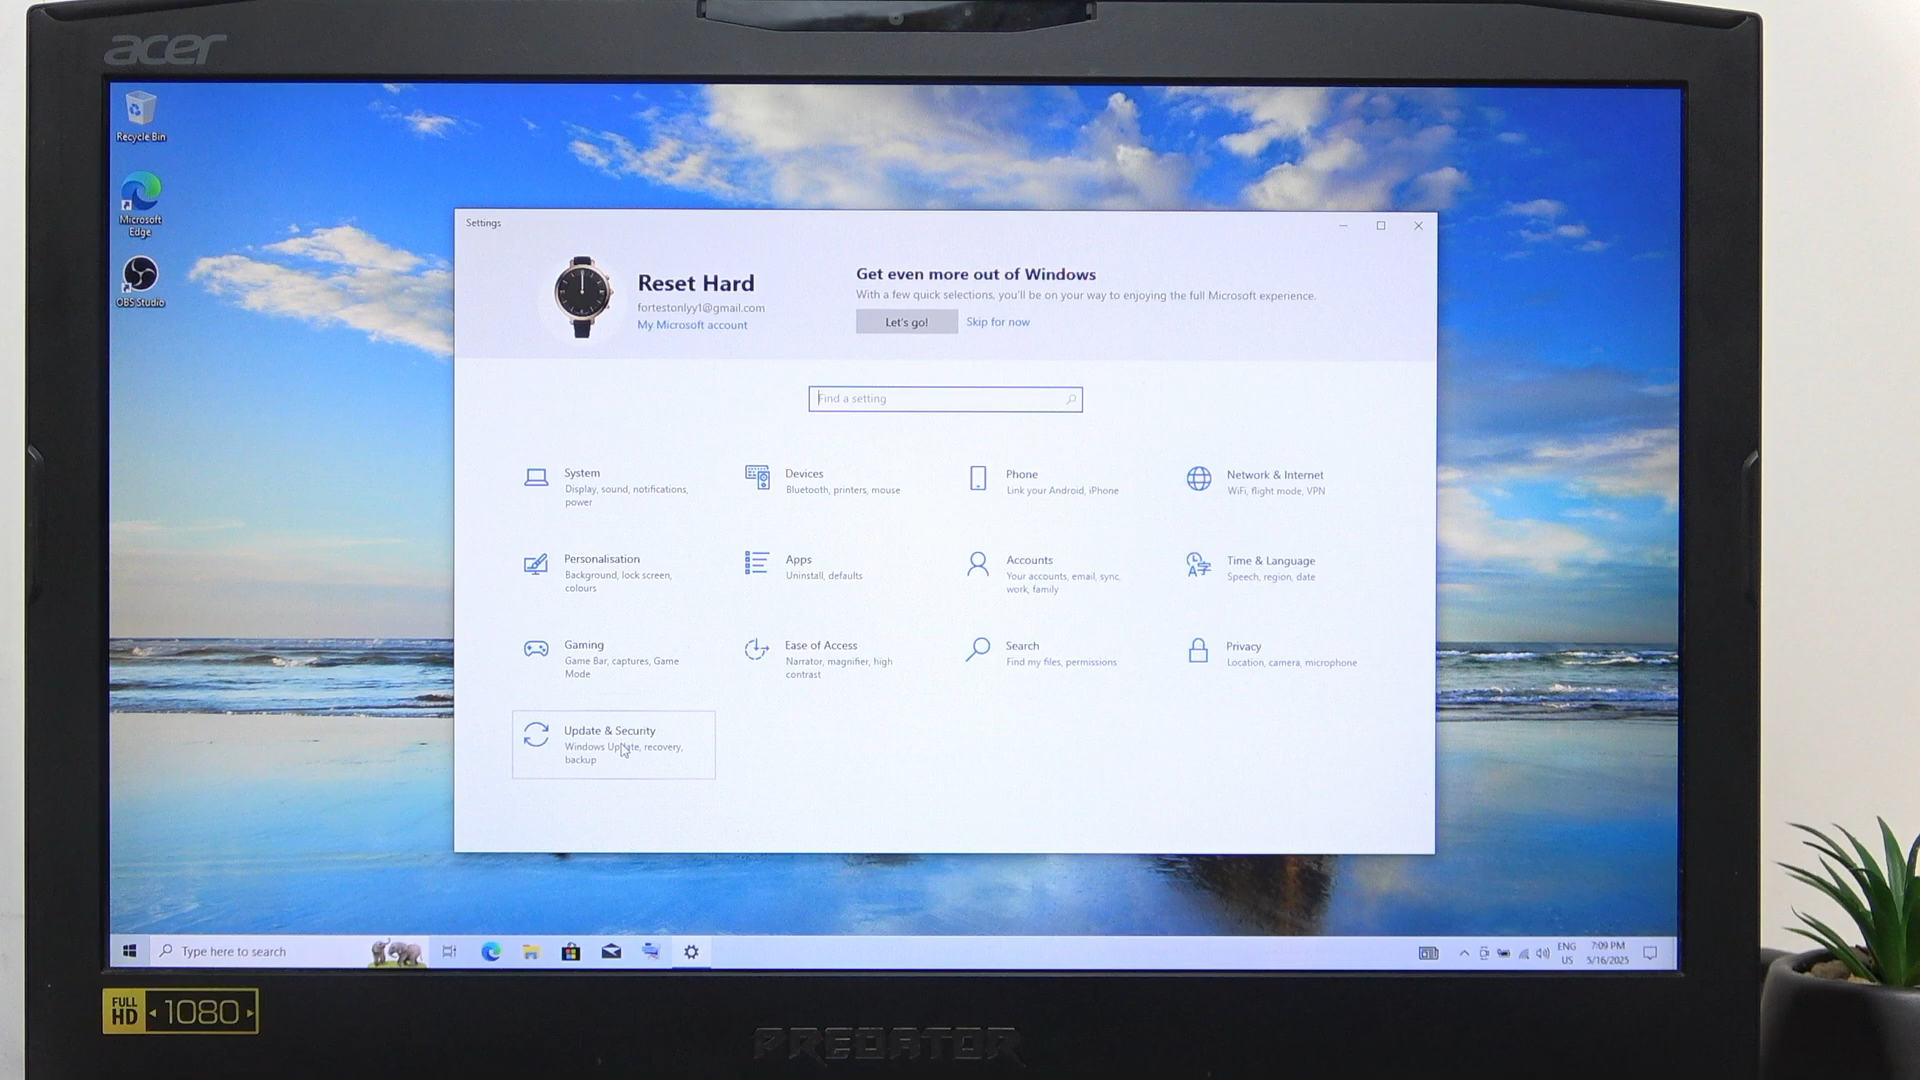 acer
Recycle Bin
Microsoft
Edge
OBS Studio
Settings
Reset Hard
fortestonlyy1@gmail.com
My Microsoft account
Get even more out of Windows
With a few quick selections, you'll be on your way to enjoying the full Microsoft experience.
Let's go!
Skip for now
Find a setting
System
Display, sound, notifications,
power
Devices
Bluetooth, printers, mouse
Phone
Link your Android, iPhone
Network & Internet
WiFi, flight mode, VPN
Personalisation
Background, lock screen,
colours
Apps
Uninstall, defaults
Accounts
Your accounts, email, sync,
work, family
Time & Language
Speech, region, date
Gaming
Game Bar, captures, Game
Mode
Ease of Access
Narrator, magnifier, high
contrast
Search
Find my files, permissions
Privacy
Location, camera, microphone
Update & Security
Windows Update, recovery,
backup
Type here to search
ENG
US
7:09 PM
5/16/2025
FULL
HD
1080
PREDATOR